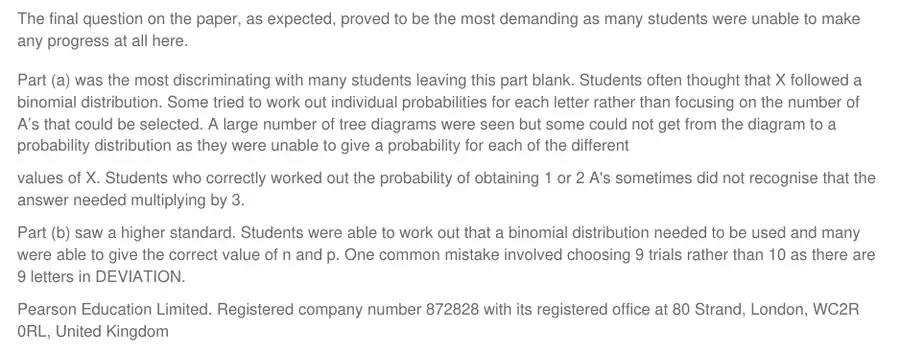 The final question on the paper, as expected, proved to be the most demanding as many students were unable to make
any progress at all here.
Part (a) was the most discriminating with many students leaving this part blank. Students often thought that X followed a
binomial distribution. Some tried to work out individual probabilities for each letter rather than focusing on the number of
A's that could be selected. A large number of tree diagrams were seen but some could not get from the diagram to a
probability distribution as they were unable to give a probability for each of the different
values of X. Students who correctly worked out the probability of obtaining 1 or 2 A's sometimes did not recognise that the
answer needed multiplying by 3.
Part (b) saw a higher standard. Students were able to work out that a binomial distribution needed to be used and many
were able to give the correct value of n and p. One common mistake involved choosing 9 trials rather than 10 as there are
9 letters in DEVIATION.
Pearson Education Limited. Registered company number 872828 with its registered office at 80 Strand, London, WC2R
0RL, United Kingdom